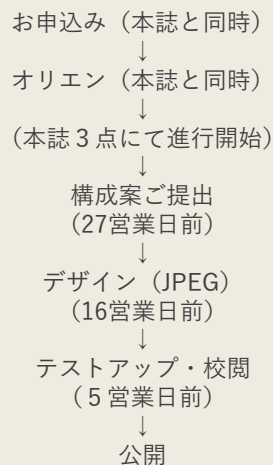 お申込み（本誌と同時）
↓
オリエン（本誌と同時）
↓
(本誌３点にて進行開始)
↓
構成案ご提出
（27営業日前）
↓
デザイン（JPEG）
（16営業日前）
↓
テストアップ・校閲
（５営業日前）
↓
公開